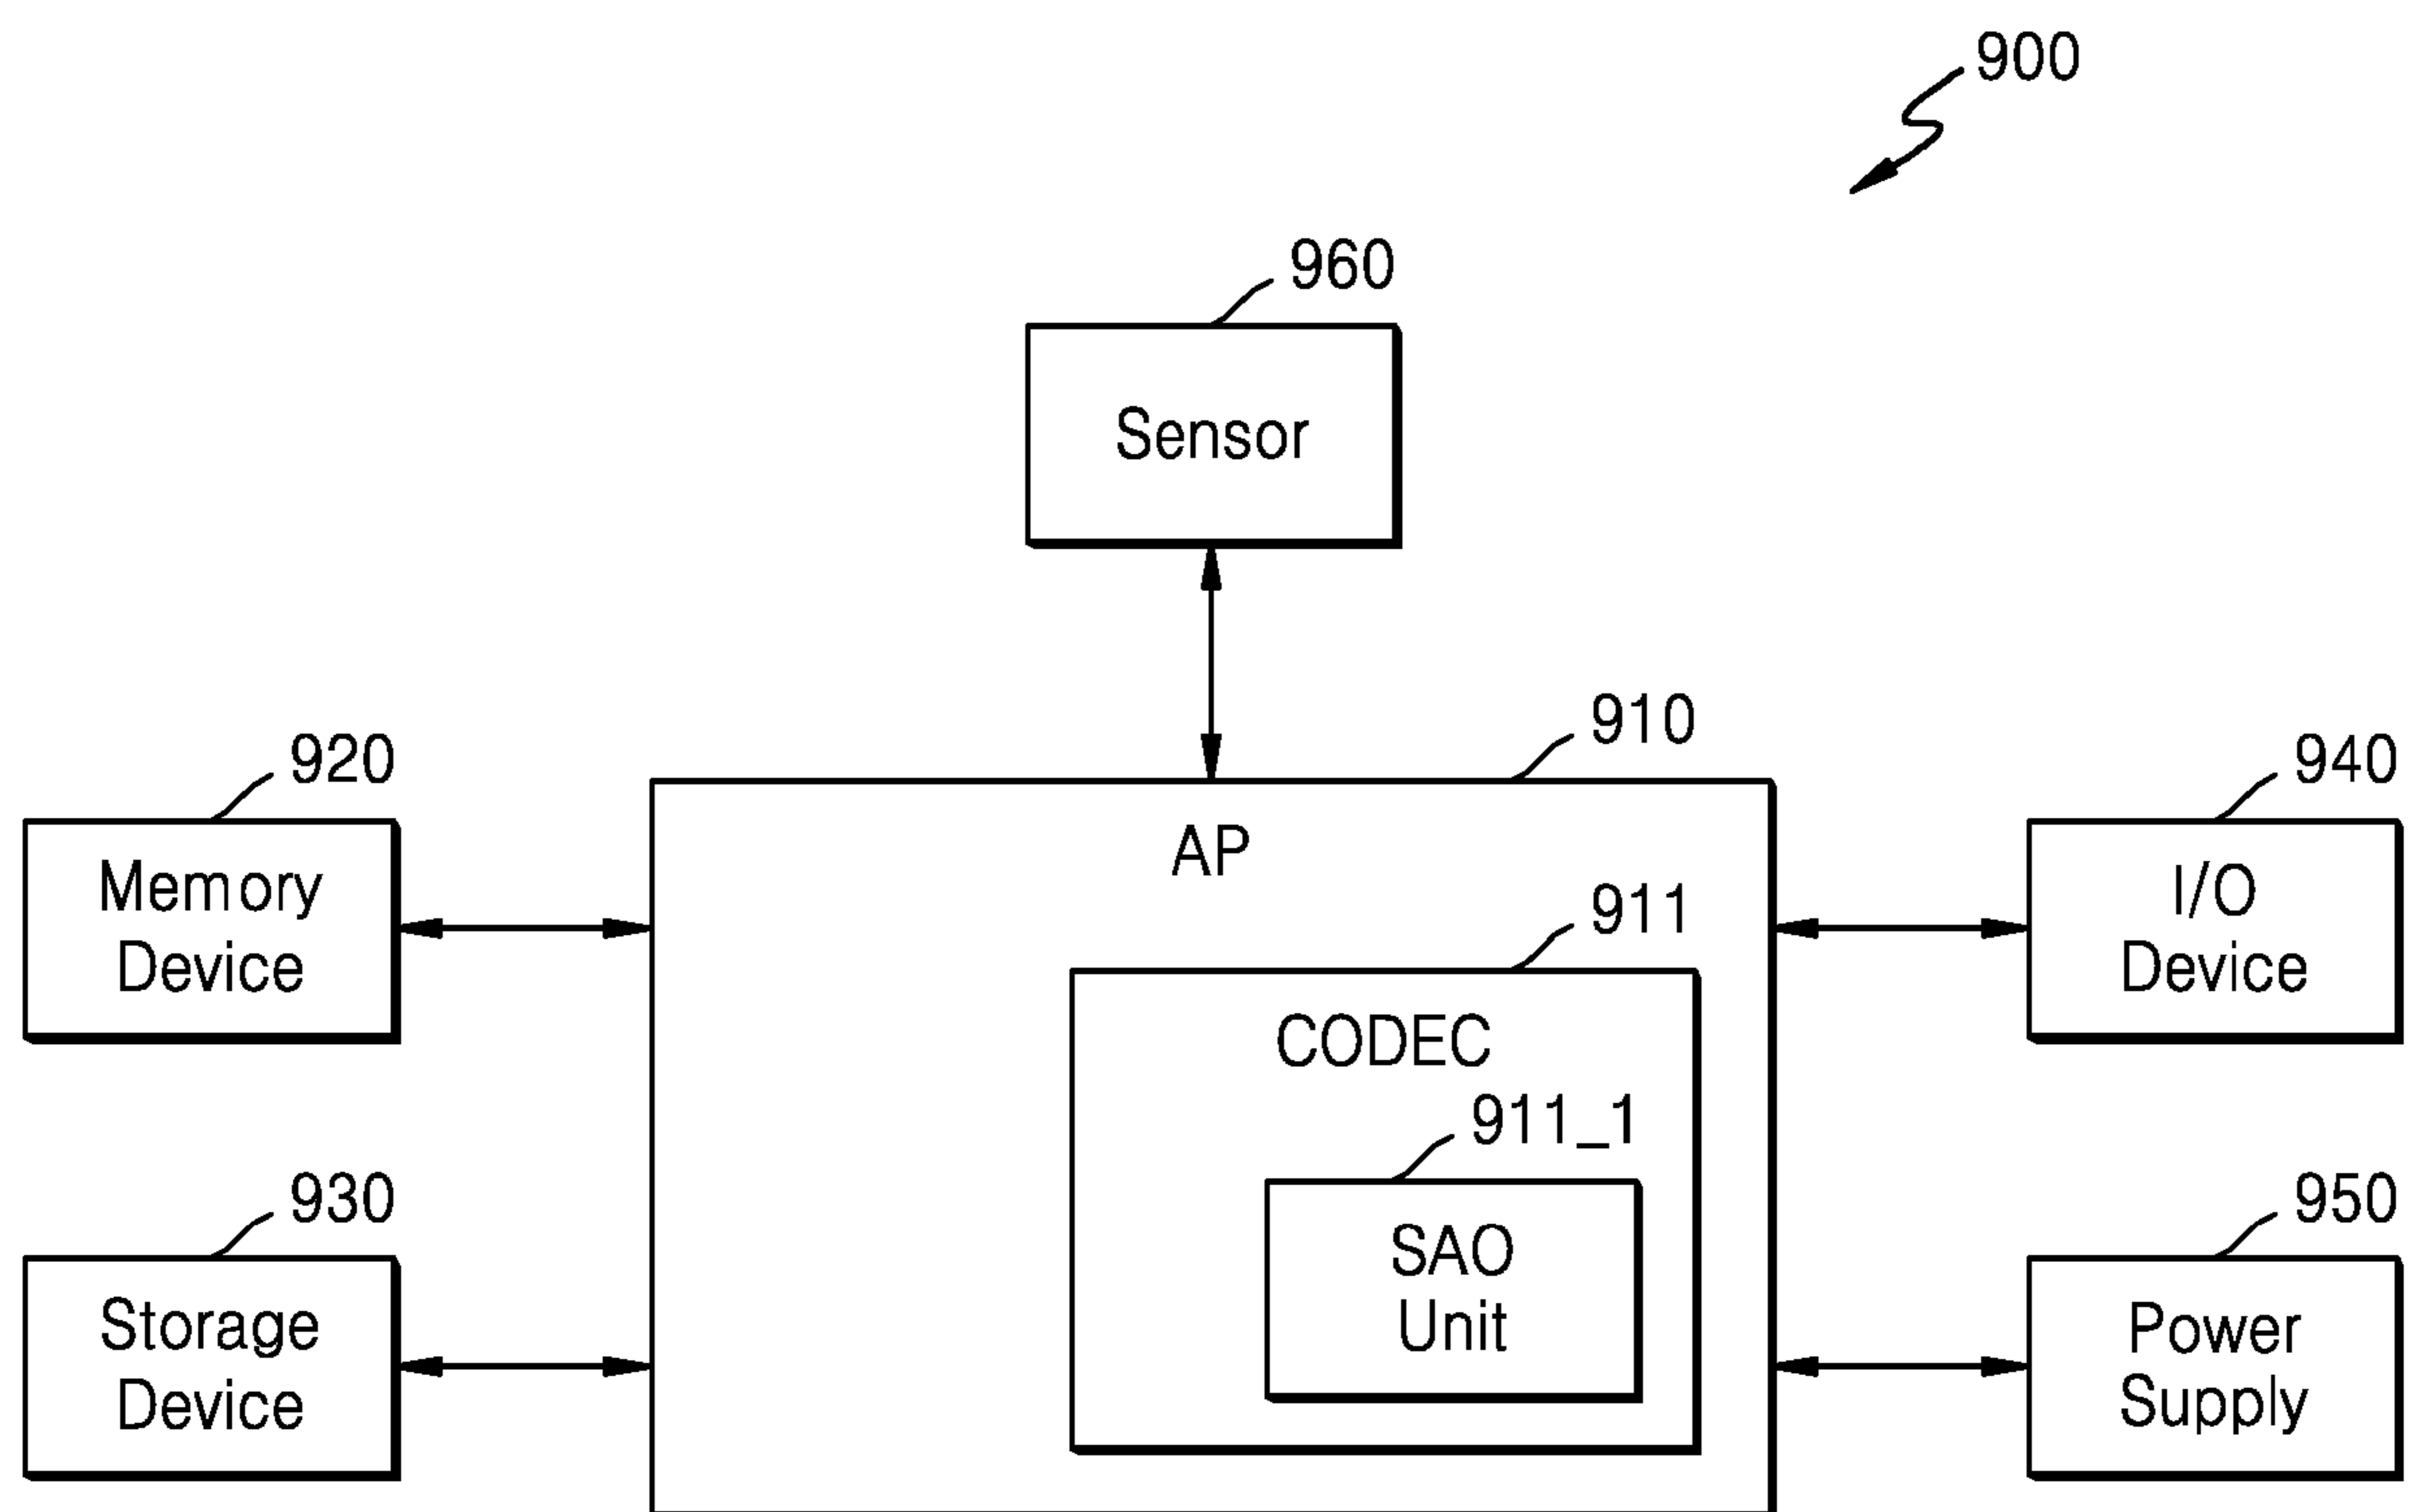 900
960
Sensor
910
920
940
AP
Memory
Device
I/O
Device
911
CODEC
911_1
SAO
Unit
930
950
Storage
Device
Power
Supply